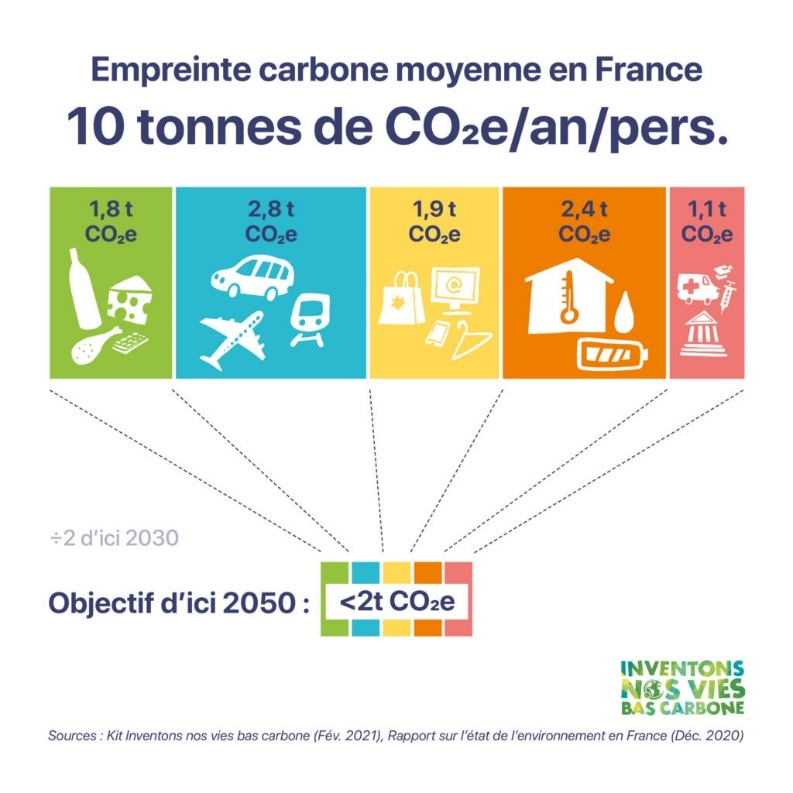 Empreinte carbone moyenne en France
10 tonnes de CO₂e/an/pers.
1,8 t
CO₂e
2,8 t
CO₂e
1,9 t
CO₂e
2,4 t
CO₂e
1,1 t
CO₂e
@
÷2 d'ici 2030
Objectif d'ici 2050 :
<2t CO₂e
INVENTONS
NOS VIES
BAS CARBONE
Sources : Kit Inventons nos vies bas carbone (Fév. 2021), Rapport sur l'état de l'environnement en France (Déc. 2020)